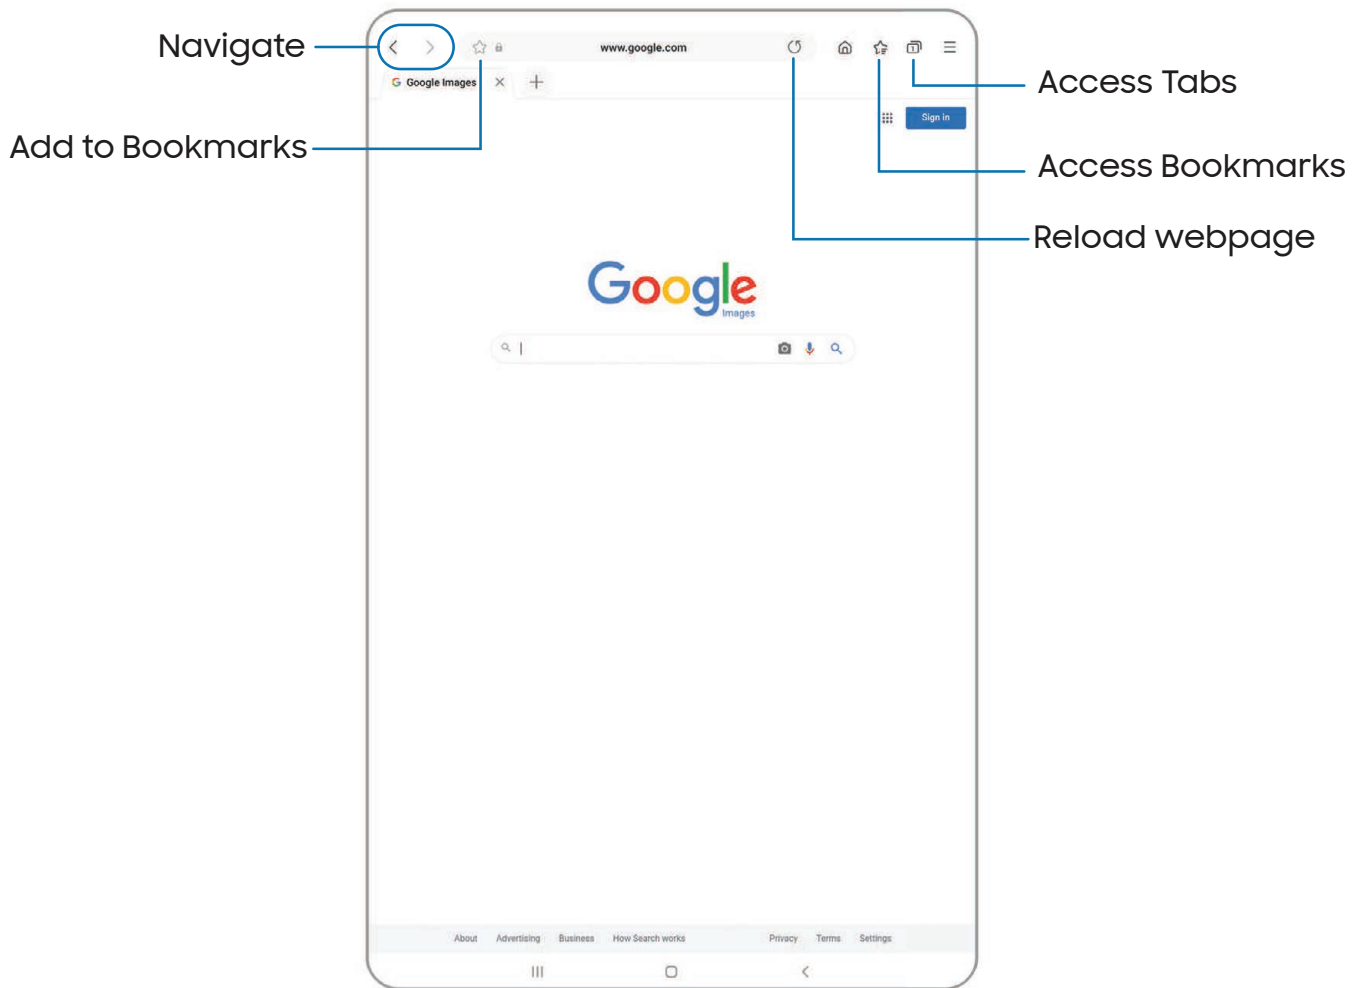 Navigate
www.google.com
1
G Google Images
Access Tabs
Sign in
Add to Bookmarks
Access Bookmarks
Reload webpage
Google
Images
About Advertising Business How Search works Privacy Terms Settings